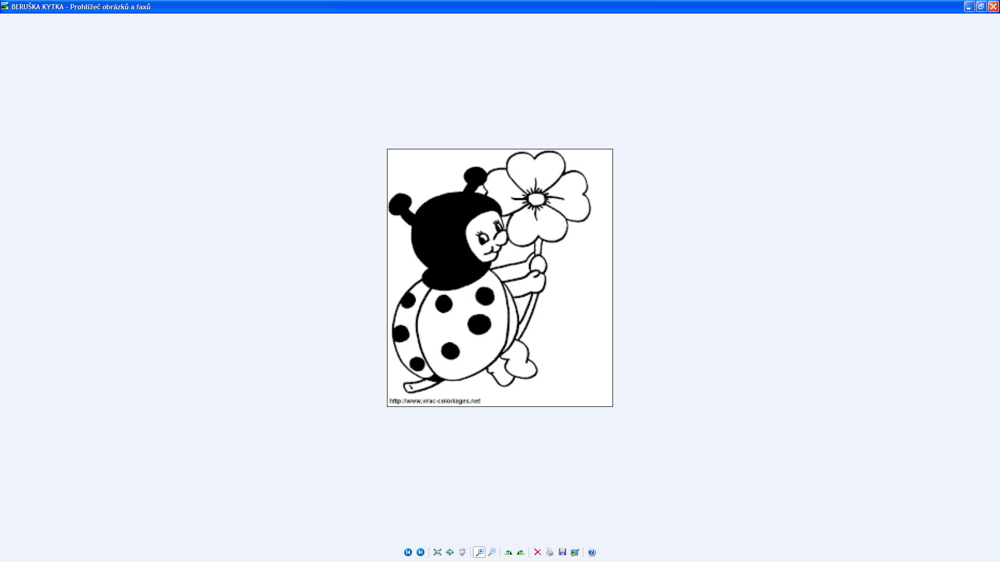 BERUŠKA KYTKA - Prohlížeč obrázků a faxů
http://www.vrac-coloriages.net